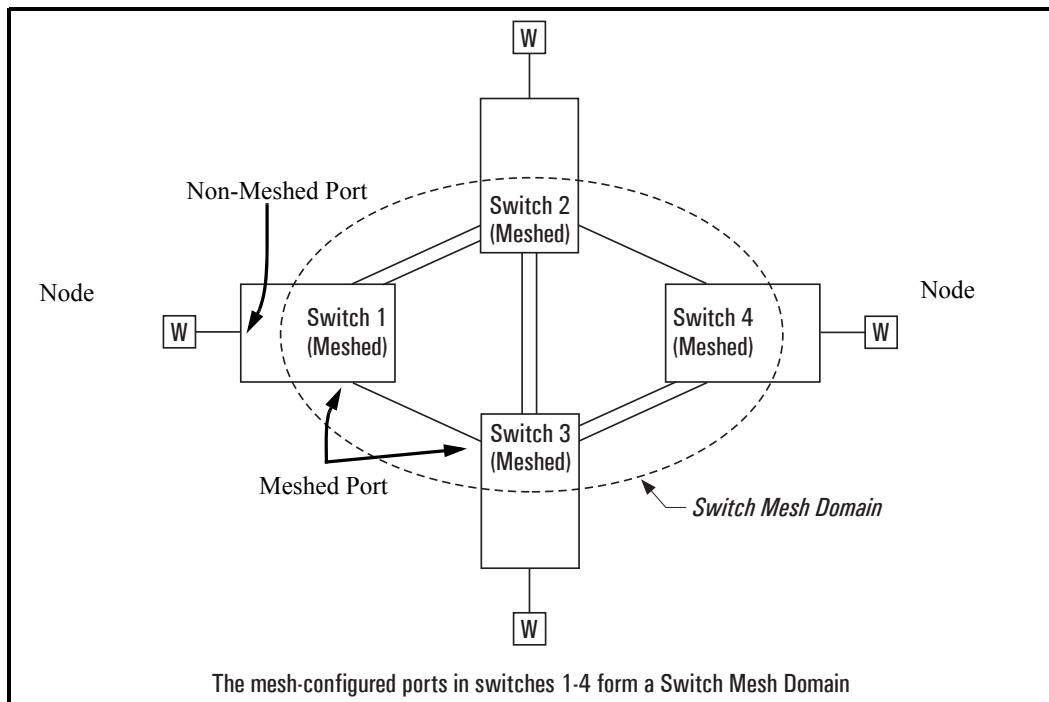 W
Non-Meshed Port
Switch 2
(Meshed)
Node
Node
W
Switch 1
(Meshed)
Switch 4
(Meshed)
W
Switch 3
(Meshed)
Meshed Port
Switch Mesh Domain
W
The mesh-configured ports in switches 1-4 form a Switch Mesh Domain